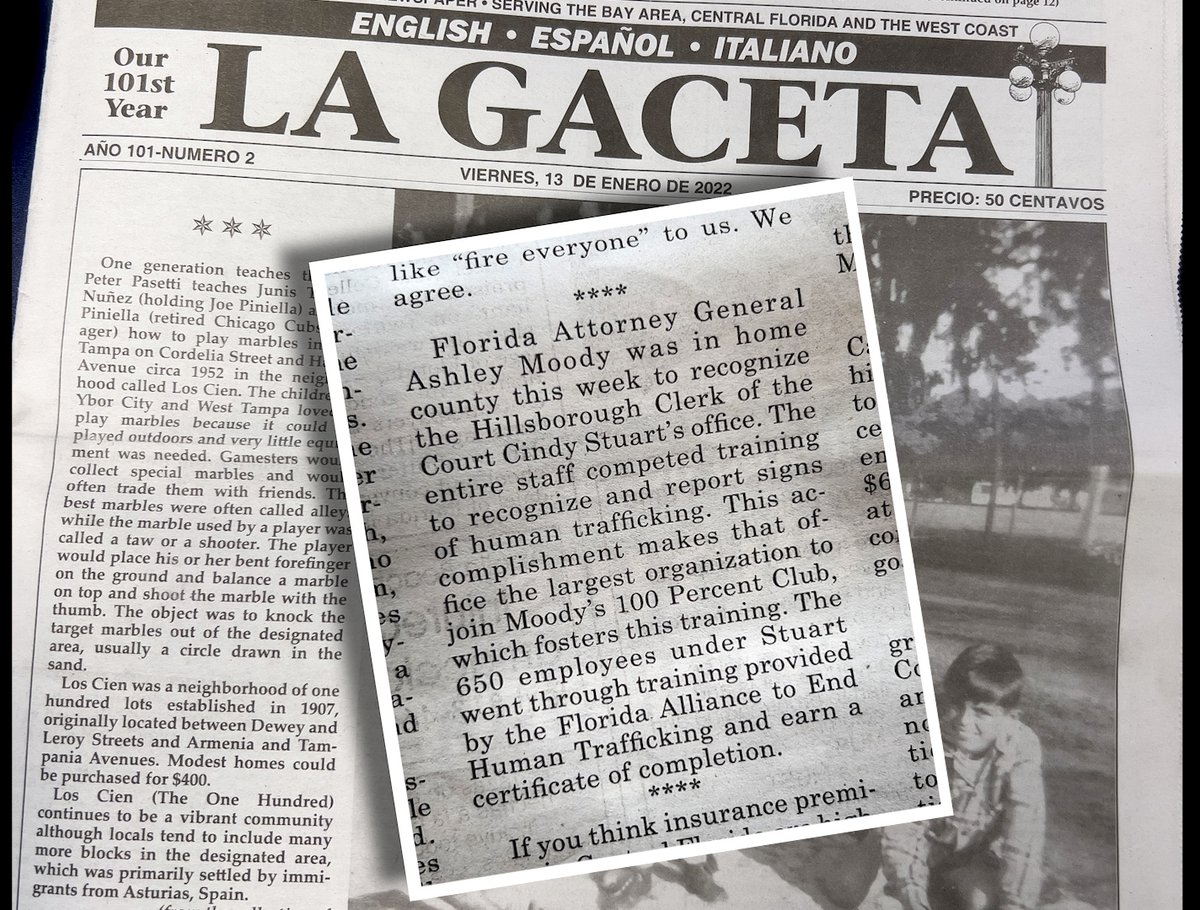 SERVING THE BAY AREA, CENTRAL FLORIDA AND THE WEST COAST
ENGLISH • ESPAÑOL • ITALIANO
Our
101st
Year
LA GACETA
AÑO 101-NUMERO 2
VIERNES, 13 DE ENERO DE 2022
PRECIO: 50 CENTAVOS
One generation teaches
Peter Pasetti teaches Junis
Nuñez (holding Joe Piniella)
Piniella (retired Chicago Cubs
ager) how to play marbles in
Tampa on Cordelia Street and
Avenue circa 1952 in the neigh
hood called Los Cien. The childre
Ybor City and West Tampa love
play marbles because it could
played outdoors and very little equi
ment was needed. Gamesters wou
collect special marbles and wou
often trade them with friends. Th
best marbles were often called alley
while the marble used by a player was
called a taw or a shooter. The player
would place his or her bent forefinger
on the ground and balance a marble
on top and shoot the marble with the
thumb. The object was to knock the
target marbles out of the designated
area, usually a circle drawn in the
sand.
Los Cien was a neighborhood of one
hundred lots established in 1907,
originally located between Dewey and
Leroy Streets and Armenia and Tam-
pania Avenues. Modest homes could
be purchased for $400.
Los Cien (The One Hundred)
continues to be a vibrant community
although locals tend to include many
more blocks in the designated area,
which was primarily settled by immi-
grants from Asturias, Spain.
like "fire everyone" to us. We
agree.
****
Florida Attorney General
Ashley Moody was in home
county this week to recognize
the Hillsborough Clerk of the
Court Cindy Stuart's office. The
entire staff competed training
to recognize and report signs
of human trafficking. This ac-
complishment makes that of-
fice the largest organization to
join Moody's 100 Percent Club,
which fosters this training. The
650 employees under Stuart
went through training provided
by the Florida Alliance to End
Human Trafficking and earn a
certificate of completion.
****
If you think insurance premi-